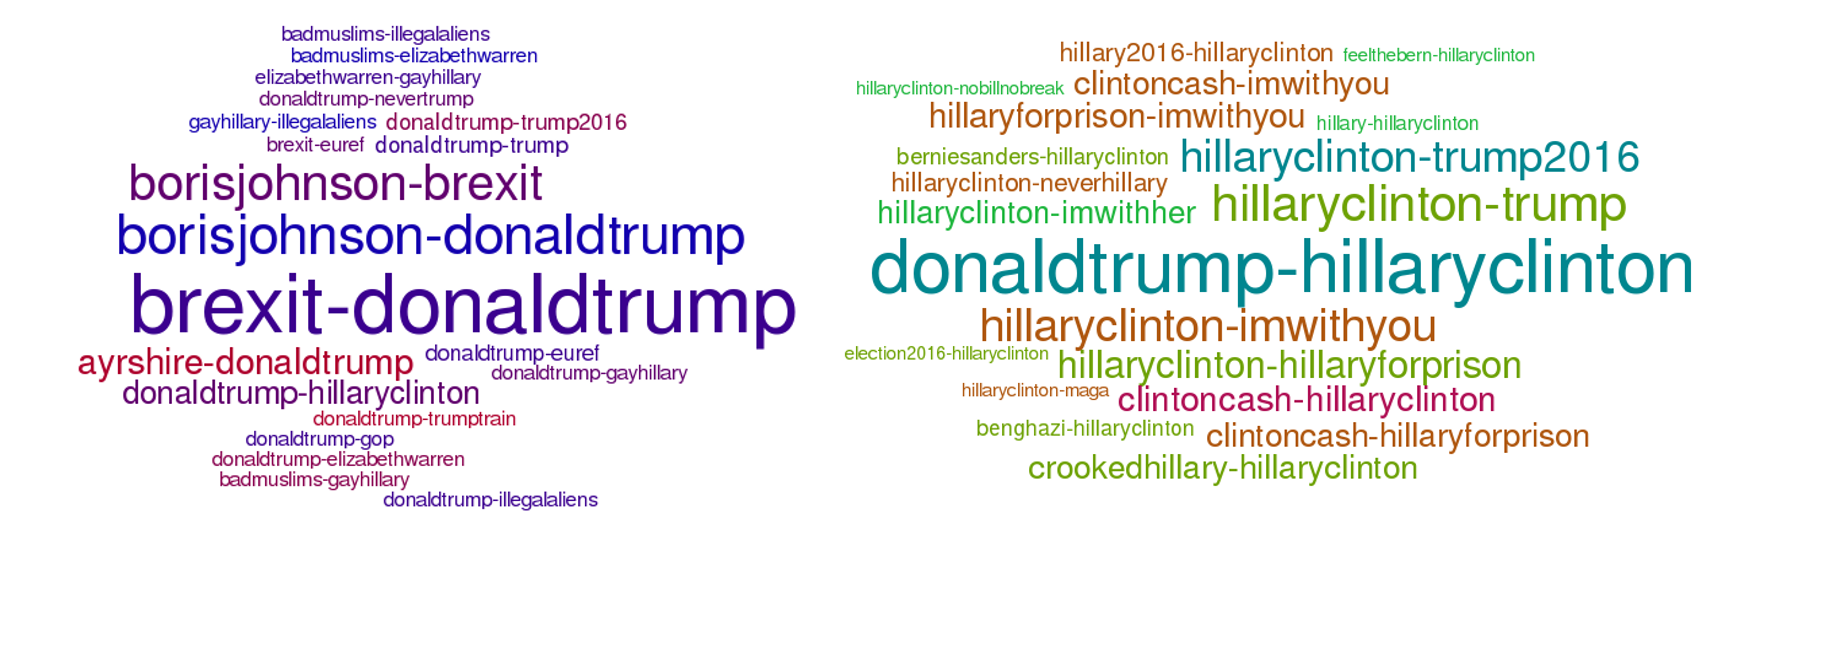 badmuslims-illegalaliens
badmuslims-elizabethwarren
elizabethwarren-gayhillary
donaldtrump-nevertrump
gayhillary-illegalaliens donaldtrump-trump2016
brexit-euref donaldtrump-trump
borisjohnson-brexit
borisjohnson-donaldtrump
brexit-donaldtrump
ayrshire-donaldtrump donaldtrump-euref
donaldtrump-gayhillary
donaldtrump-hillaryclinton
donaldtrump-trumptrain
donaldtrump-gop
donaldtrump-elizabethwarren
badmuslims-gayhillary
donaldtrump-illegalaliens
hillary2016-hillaryclinton feelthebern-hillaryclinton
hillaryclinton-nobillnobreak clintoncash-imwithyou
hillaryforprison-imwithyou hillary-hillaryclinton
berniesanders-hillaryclinton hillaryclinton-trump2016
hillaryclinton-neverhillary
hillaryclinton-imwithher hillaryclinton-trump
donaldtrump-hillaryclinton
hillaryclinton-imwithyou
election2016-hillaryclinton hillaryclinton-hillaryforprison
hillaryclinton-maga clintoncash-hillaryclinton
benghazi-hillaryclinton clintoncash-hillaryforprison
crookedhillary-hillaryclinton